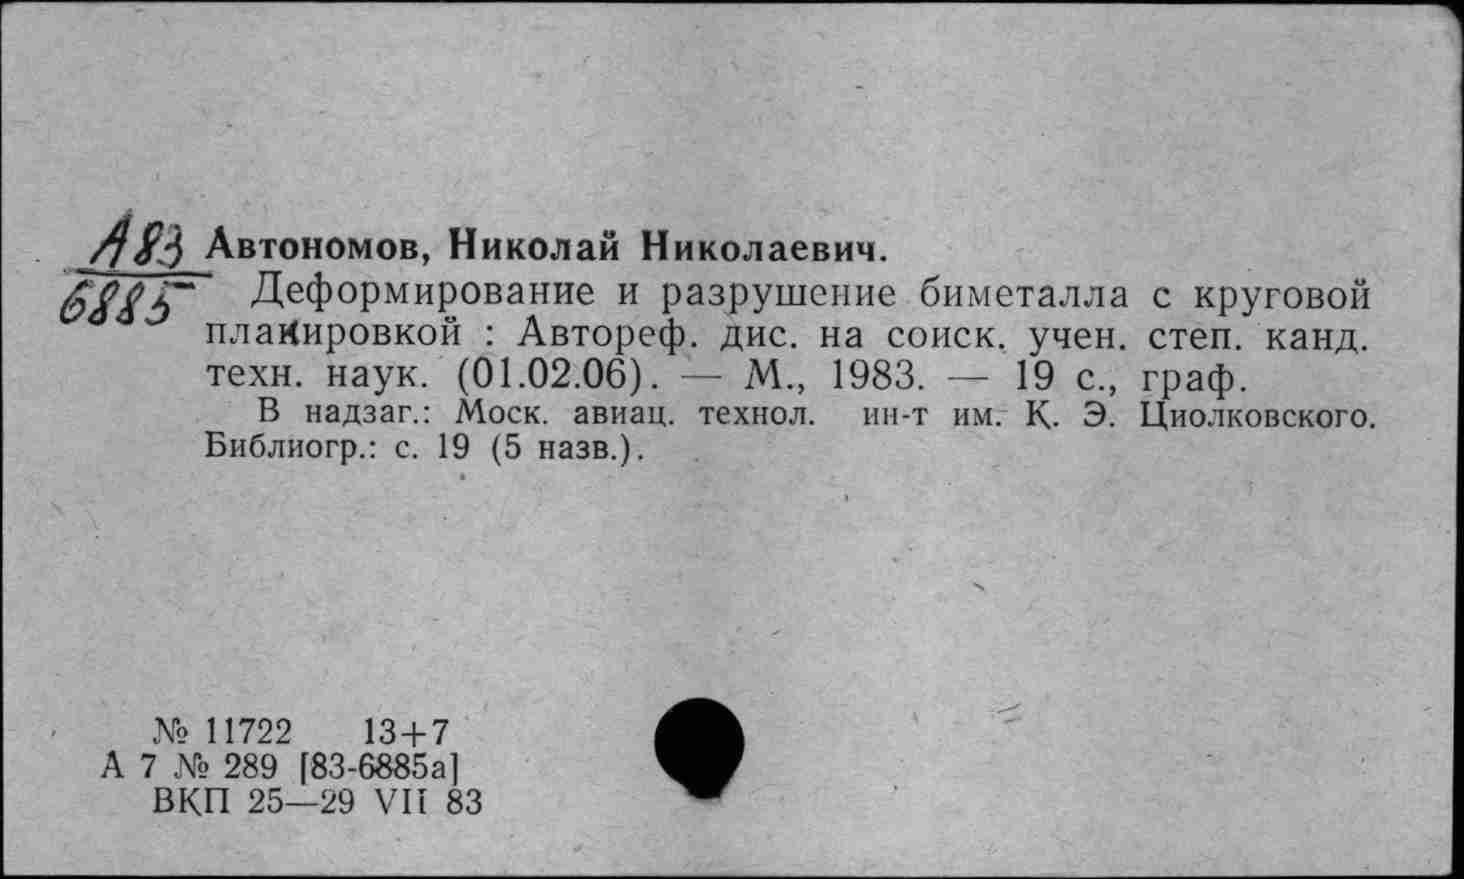 А83 Автономов, Николай Николаевич.
6885 Деформирование и разрушение биметалла с круговой
планировкой : Автореф. дис. на соиск. учен. степ. канд.
техн. наук. (01.02.06). — М., 1983. — 19 с., граф.
В надзаг.: Моск. авиац. технол. ин-т им. К. Э. Циолковского.
Библиогр.: с. 19 (5 назв.).
№ 11722 13+7
А 7 № 289 [83-6885а]
ВКП 25—29 VII 83